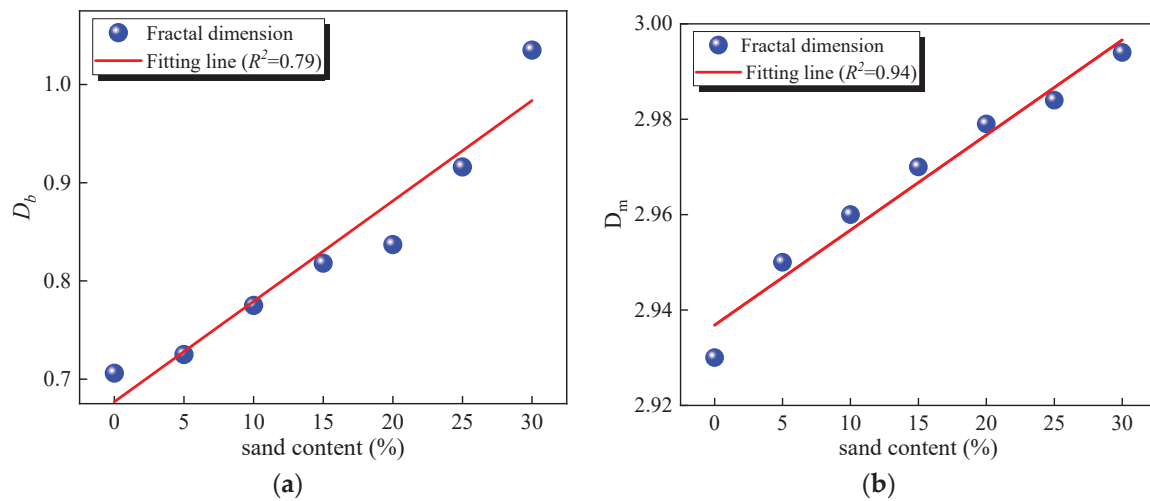 Fractal dimension
Fitting line (R²=0.79)
1.0
0.9
0.8
0.7
D_b
0 5 10 15 20 25 30
sand content (%)
(a)
Fractal dimension
Fitting line (R²=0.94)
3.00
2.98
2.96
2.94
2.92
D_m
0 5 10 15 20 25 30
sand content (%)
(b)